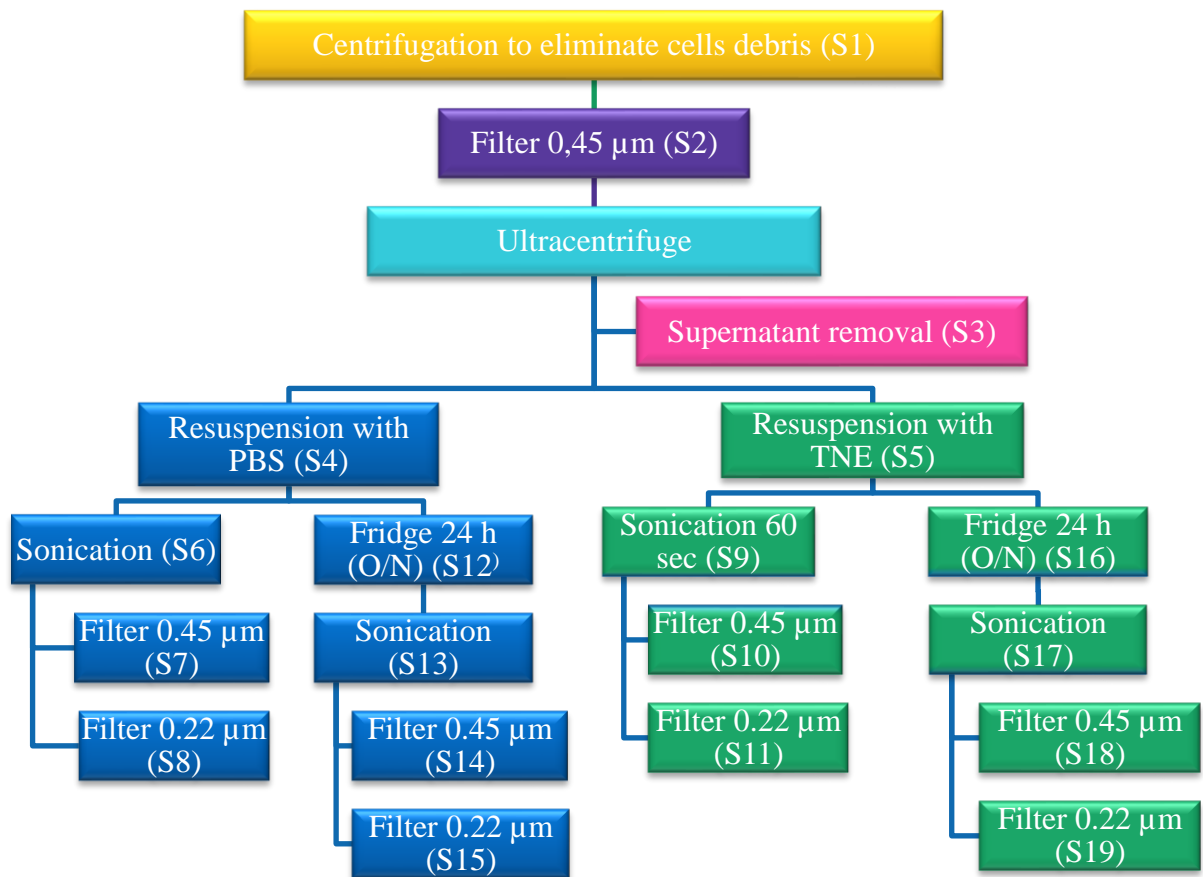 Centrifugation to eliminate cells debris (S1)
Filter 0,45 µm (S2)
Ultracentrifuge
Supernatant removal (S3)
Resuspension with
PBS (S4)
Sonication (S6)
Filter 0.45 µm
(S7)
Filter 0.22 µm
(S8)
Fridge 24 h
(O/N) (S12)
Sonication
(S13)
Filter 0.45 µm
(S14)
Filter 0.22 µm
(S15)
Resuspension with
TNE (S5)
Sonication 60
sec (S9)
Filter 0.45 µm
(S10)
Filter 0.22 µm
(S11)
Fridge 24 h
(O/N) (S16)
Sonication
(S17)
Filter 0.45 µm
(S18)
Filter 0.22 µm
(S19)